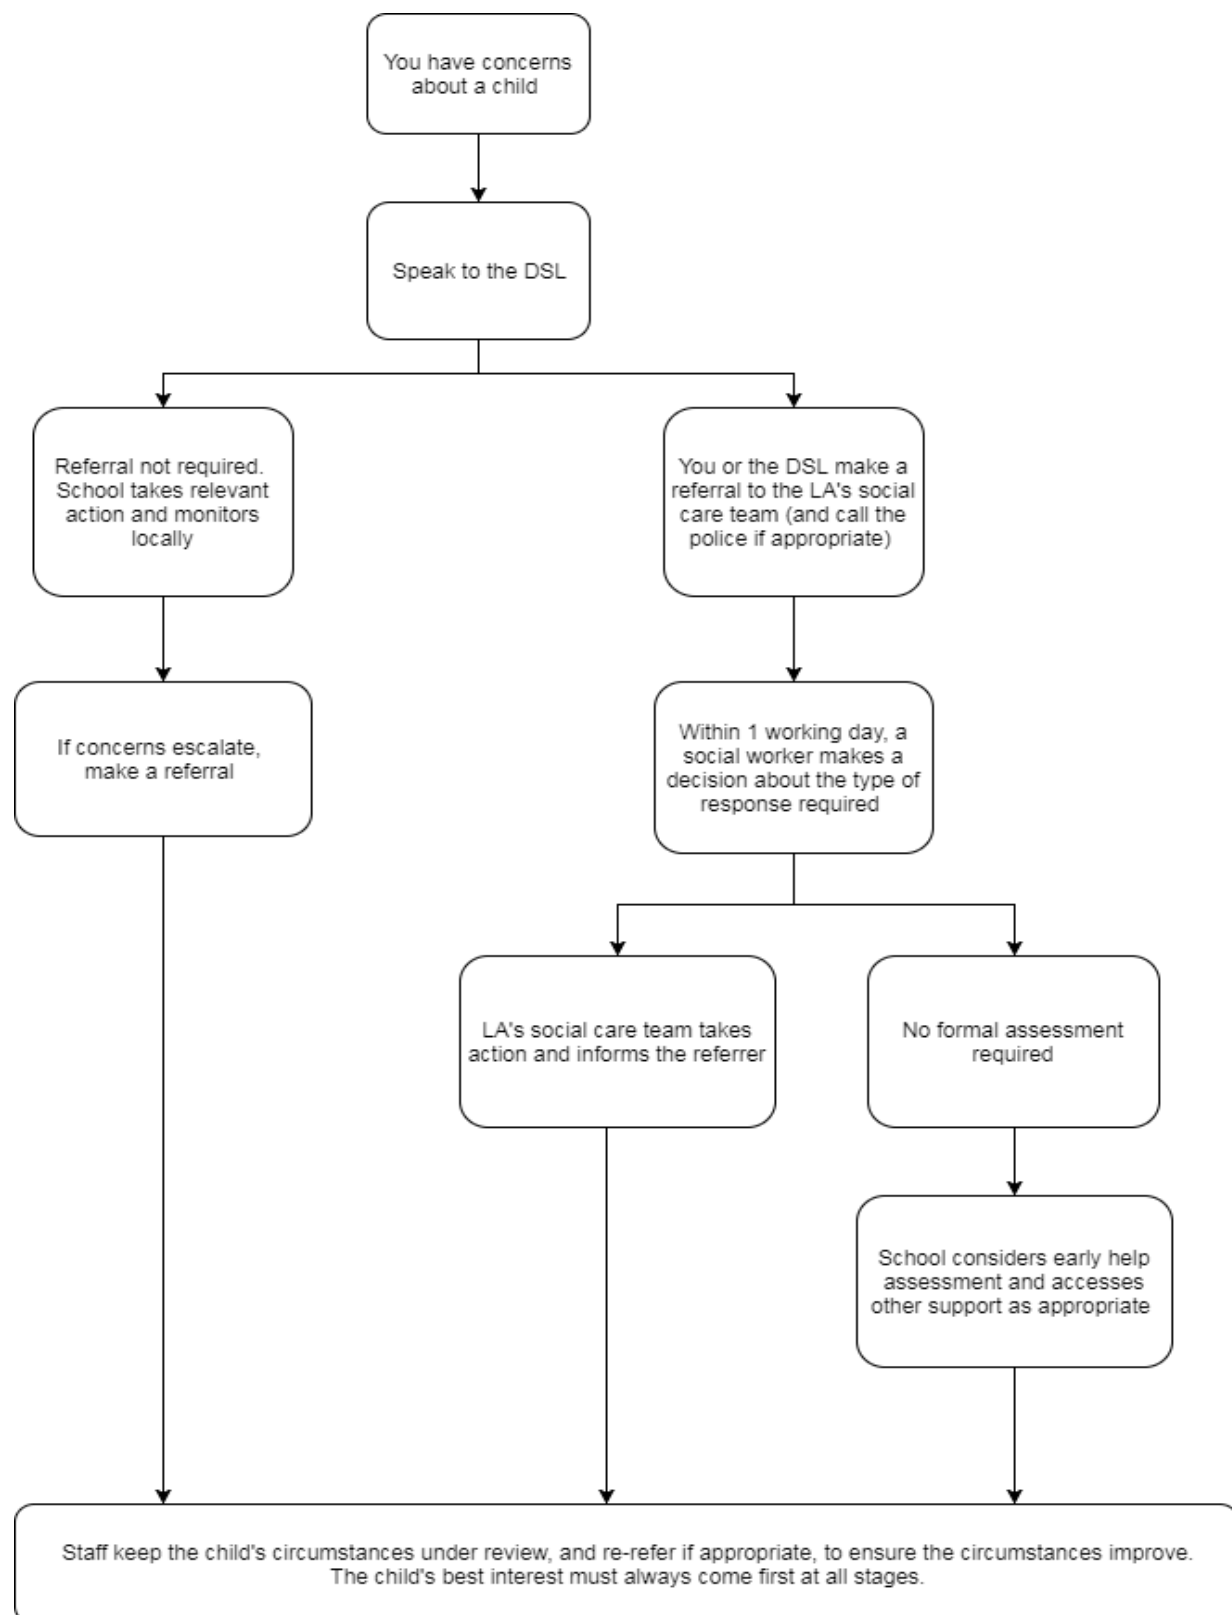 You have concerns
about a child
Speak to the DSL
Referral not required.
School takes relevant
action and monitors
locally
You or the DSL make a
referral to the LA's social
care team (and call the
police if appropriate)
If concerns escalate,
make a referral
Within 1 working day, a
social worker makes a
decision about the type of
response required
LA's social care team takes
action and informs the referrer
No formal assessment
required
School considers early help
assessment and accesses
other support as appropriate
Staff keep the child's circumstances under review, and re-refer if appropriate, to ensure the circumstances improve.
The child's best interest must always come first at all stages.